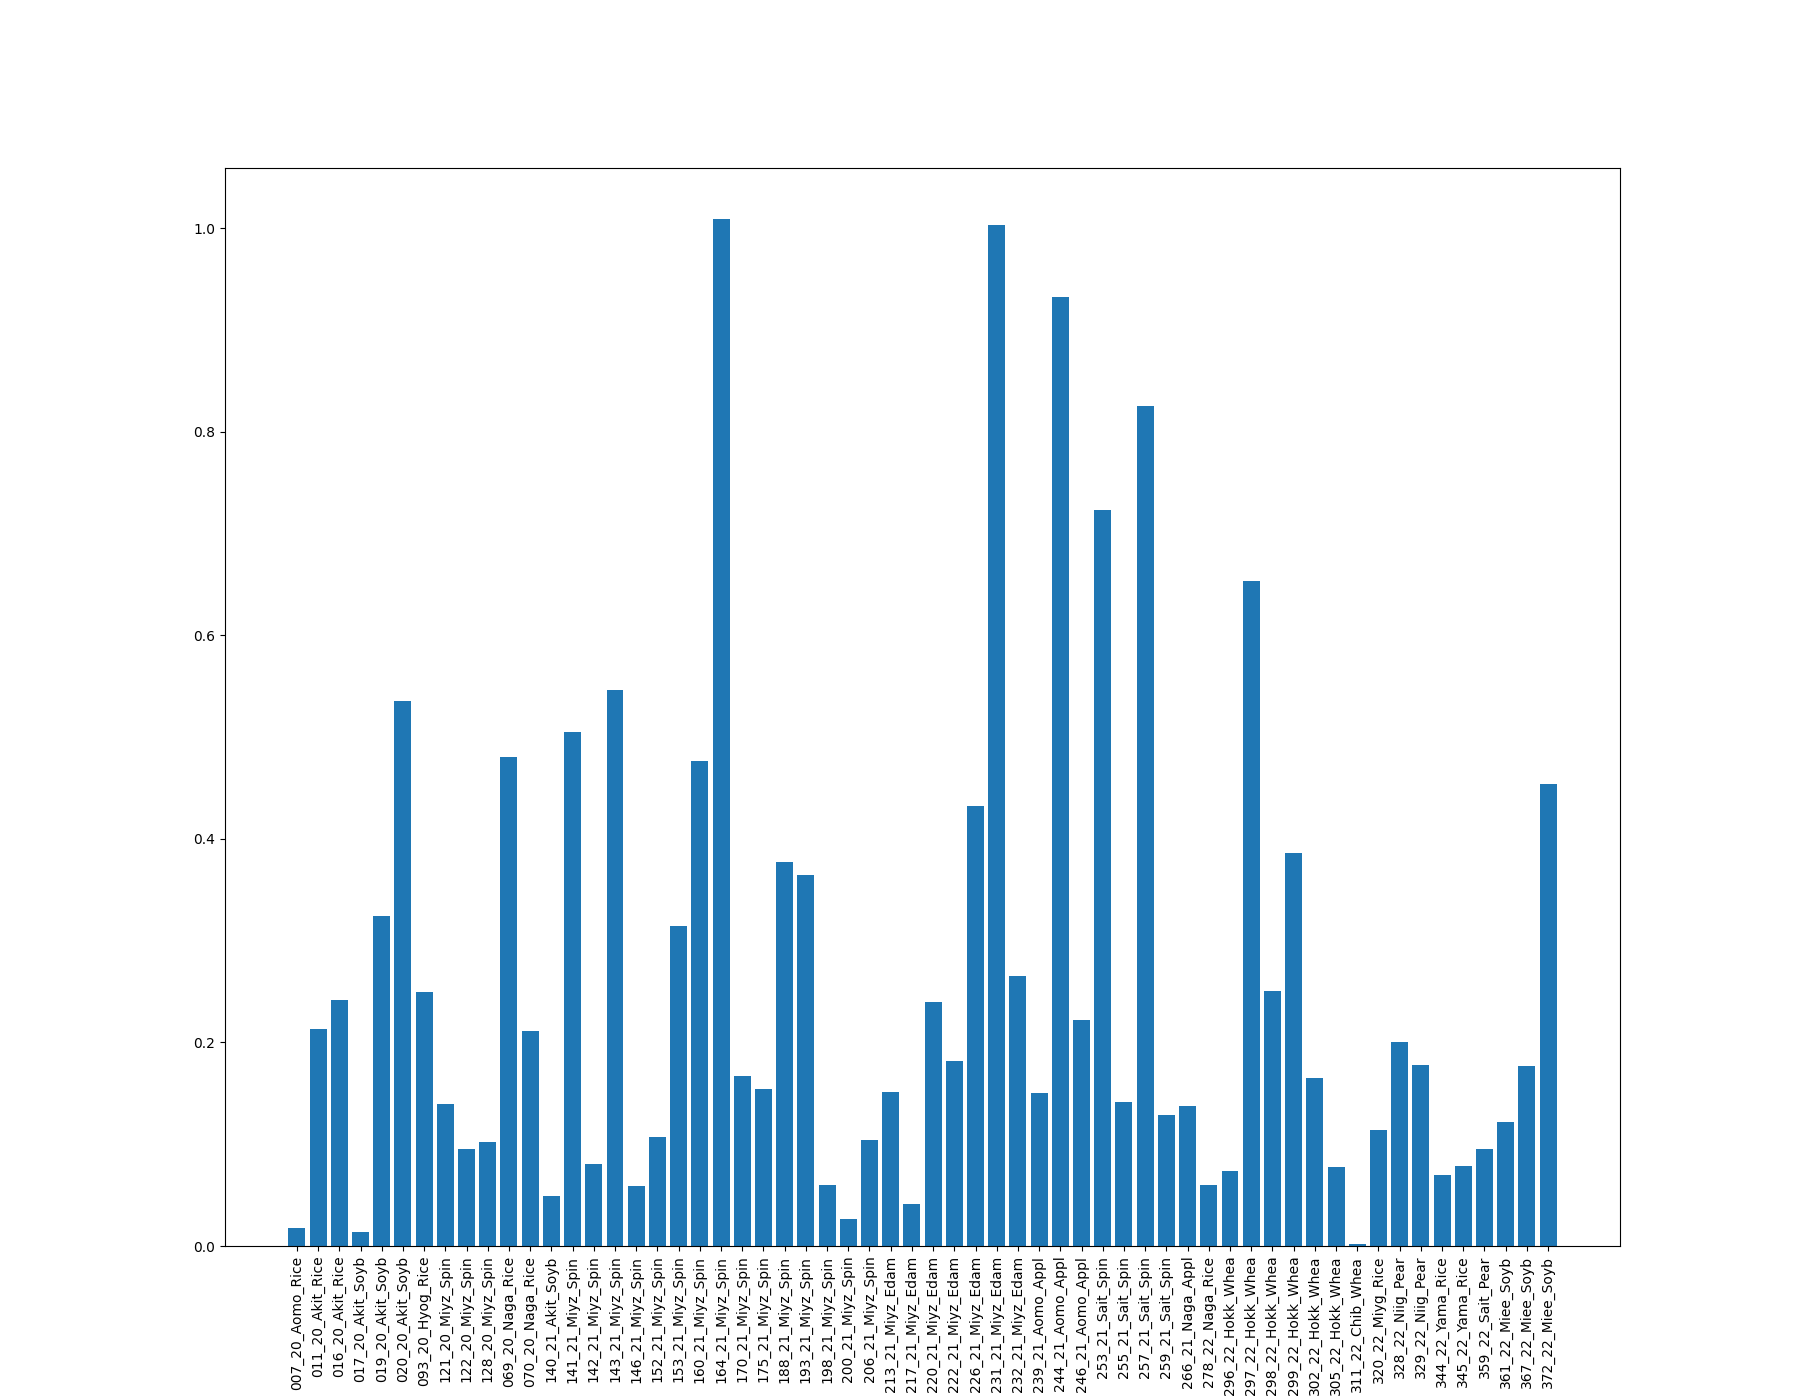 1.0
0.8
0.6
0.4
0.2
0.0
007_20_Aomo_Rice
011_20_Akit_Rice
016_20_Akit_Rice
017_20_Akit_Soyb
019_20_Akit_Soyb
020_20_Akit_Soyb
093_20_Hyog_Rice
121_20_Miyz_Spin
122_20_Miyz_Spin
128_20_Miyz_Spin
069_20_Naga_Rice
070_20_Naga_Rice
140_21_Akit_Soyb
141_21_Miyz_Spin
142_21_Miyz_Spin
143_21_Miyz_Spin
146_21_Miyz_Spin
152_21_Miyz_Spin
153_21_Miyz_Spin
160_21_Miyz_Spin
164_21_Miyz_Spin
170_21_Miyz_Spin
175_21_Miyz_Spin
188_21_Miyz_Spin
193_21_Miyz_Spin
198_21_Miyz_Spin
200_21_Miyz_Spin
206_21_Miyz_Spin
213_21_Miyz_Edam
217_21_Miyz_Edam
220_21_Miyz_Edam
222_21_Miyz_Edam
226_21_Miyz_Edam
231_21_Miyz_Edam
232_21_Miyz_Edam
239_21_Aomo_Appl
244_21_Aomo_Appl
246_21_Aomo_Appl
253_21_Sait_Spin
255_21_Sait_Spin
257_21_Sait_Spin
259_21_Sait_Spin
266_21_Naga_Appl
278_22_Naga_Rice
296_22_Hokk_Whea
297_22_Hokk_Whea
298_22_Hokk_Whea
299_22_Hokk_Whea
302_22_Hokk_Whea
305_22_Hokk_Whea
311_22_Chib_Whea
320_22_Miyg_Rice
328_22_Niig_Pear
329_22_Niig_Pear
344_22_Yama_Rice
345_22_Yama_Rice
359_22_Sait_Pear
361_22_Miee_Soyb
367_22_Miee_Soyb
372_22_Miee_Soyb